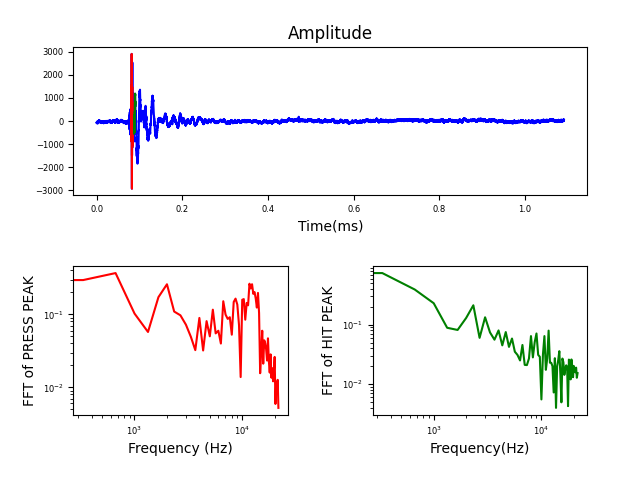 Amplitude
3000
2000
1000
0
−1000
−2000
−3000
0.0 0.2 0.4 0.6 0.8 1.0
Time(ms)
FFT of PRESS PEAK
10⁻¹
10⁻²
10³ 10⁴
Frequency (Hz)
FFT of HIT PEAK
10⁻¹
10⁻²
10³ 10⁴
Frequency(Hz)